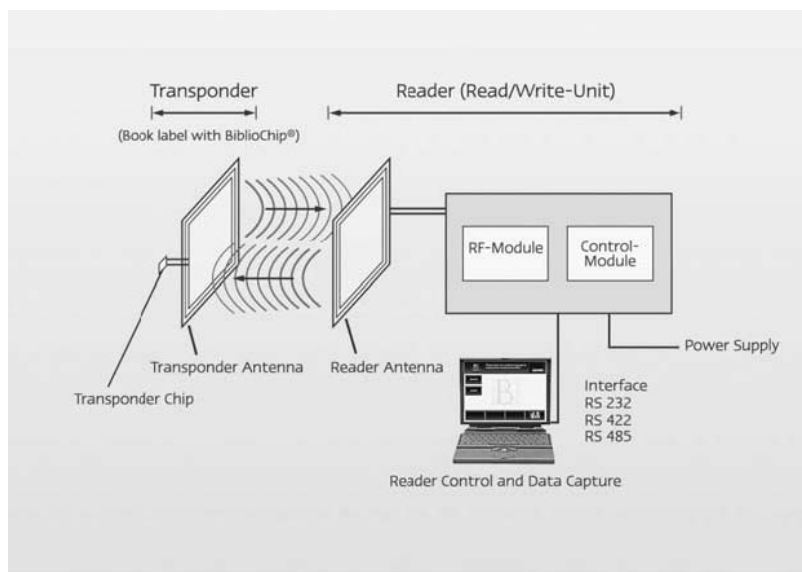 Transponder
Reader (Read/Write-Unit)
(Book label with BiblioChip®)
RF-Module
Control-
Module
Transponder Antenna
Reader Antenna
Power Supply
Transponder Chip
Interface
RS 232
RS 422
RS 485
Reader Control and Data Capture